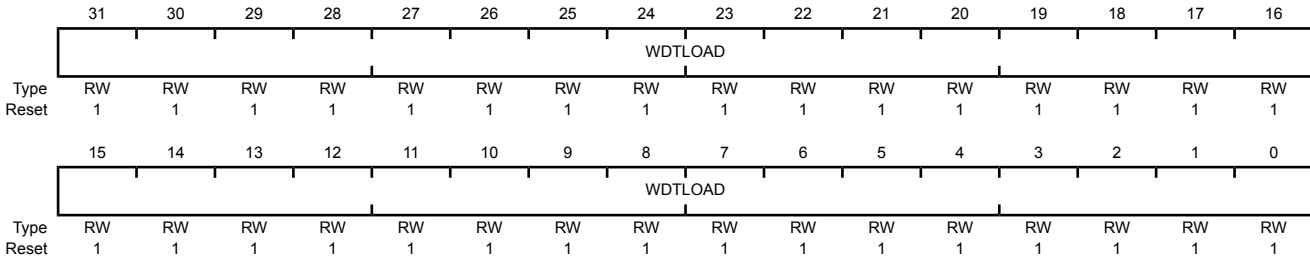 31 30 29 28 27 26 25 24 23 22 21 20 19 18 17 16
WDTLOAD
Type RW RW RW RW RW RW RW RW RW RW RW RW RW RW RW RW
Reset 1 1 1 1 1 1 1 1 1 1 1 1 1 1 1 1
15 14 13 12 11 10 9 8 7 6 5 4 3 2 1 0
WDTLOAD
Type RW RW RW RW RW RW RW RW RW RW RW RW RW RW RW RW
Reset 1 1 1 1 1 1 1 1 1 1 1 1 1 1 1 1